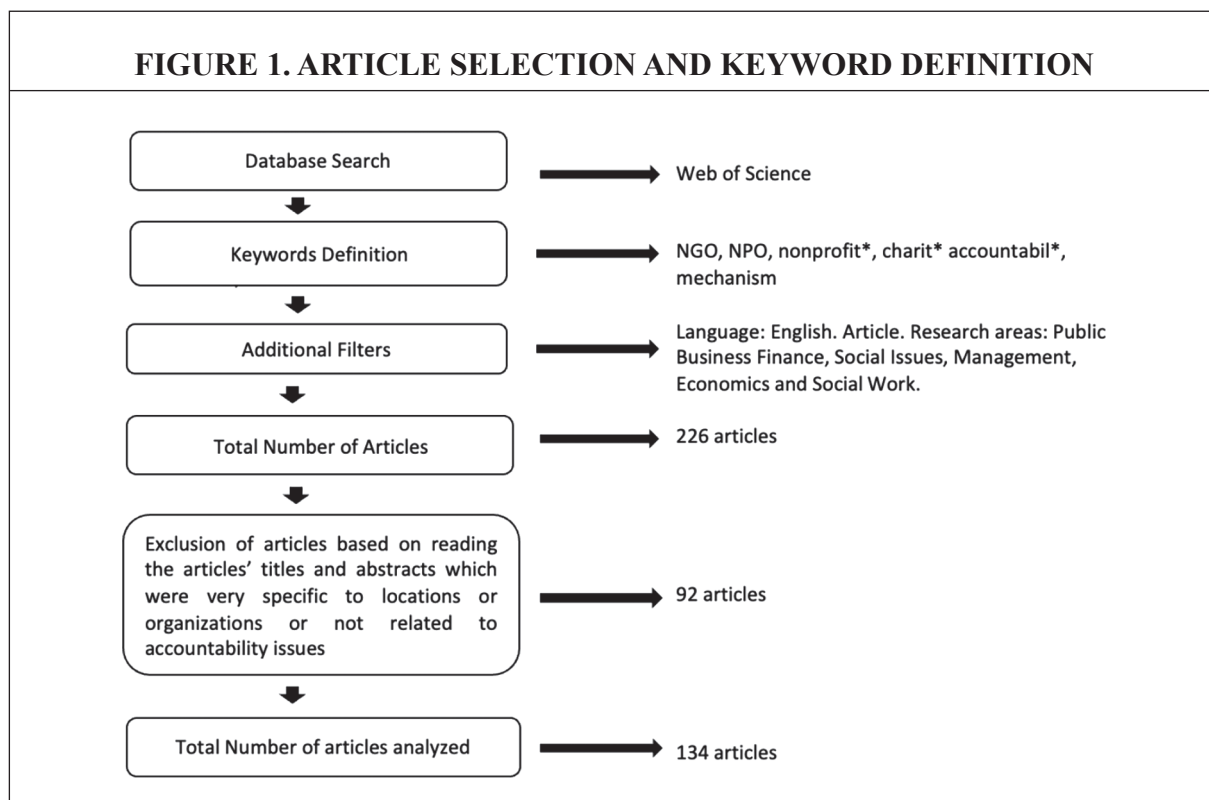 FIGURE 1. ARTICLE SELECTION AND KEYWORD DEFINITION
Database Search
Web of Science
Keywords Definition
NGO, NPO, nonprofit*, charit* accountabil*,
mechanism
Additional Filters
Language: English. Article. Research areas: Public
Business Finance, Social Issues, Management,
Economics and Social Work.
Total Number of Articles
226 articles
Exclusion of articles based on reading
the articles’ titles and abstracts which
were very specific to locations or
organizations or not related to
accountability issues
92 articles
Total Number of articles analyzed
134 articles